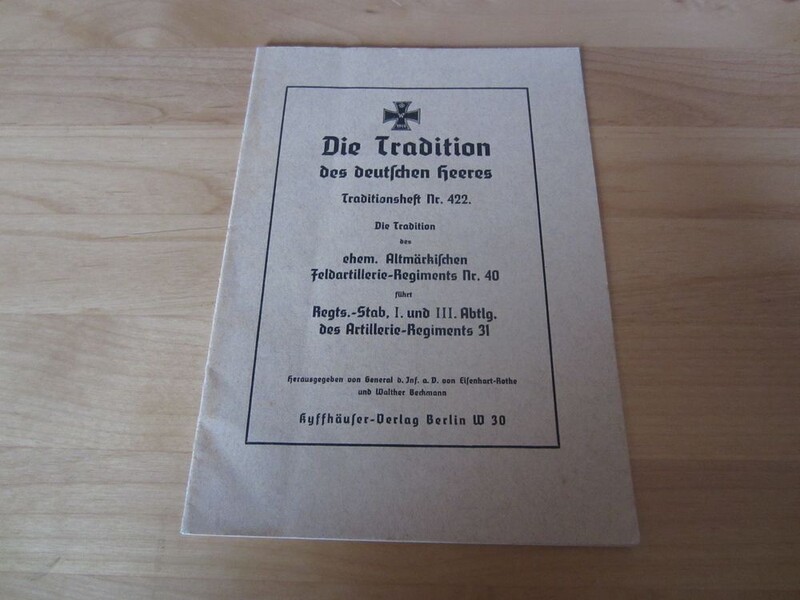 Die Tradition
des deutſchen Heeres
Traditionsheft Nr. 422.
Die Tradition
des
ehem. Altmärkiſchen
Feldartillerie-Regiments Nr. 40
führt
Regts.-Stab, I. und III. Abtlg.
des Artillerie-Regiments 31
Herausgegeben von General d. Inf. a. D. von Eiſenhart-Rothe
und Walther Beckmann
Kyffhäuſer-Verlag Berlin W 30